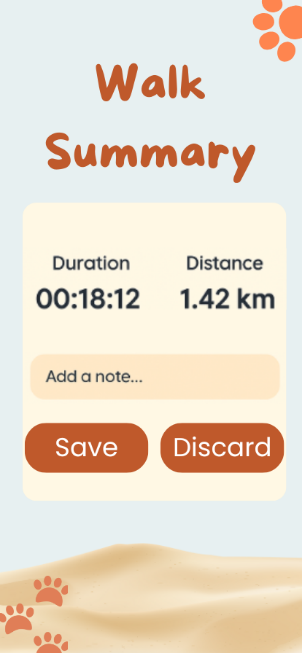 Walk
Summary
Duration Distance
00:18:12 1.42 km
Add a note...
Save Discard